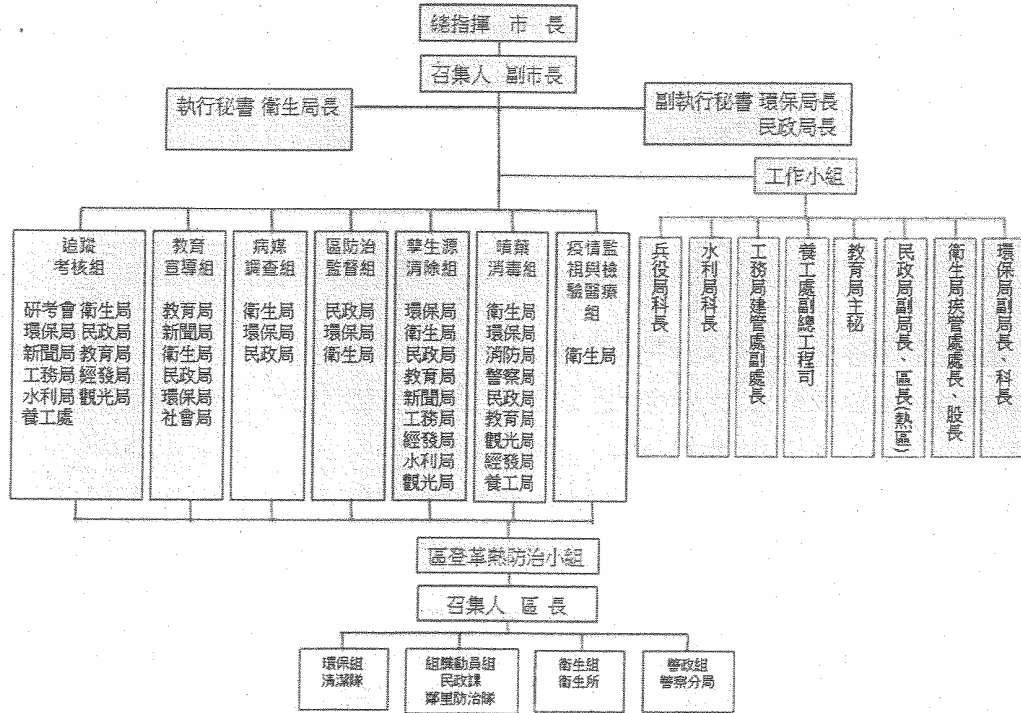 總指揮 市 長
召集人 副市長
執行秘書 衛生局長
副執行秘書 環保局長
民政局長
工作小組
追蹤
考核組
研考會 衛生局
環保局 民政局
新聞局 教育局
工務局 經發局
水利局 觀光局
養工處
教育
宣導組
教育局
新聞局
衛生局
民政局
環保局
社會局
病媒
調查組
衛生局
環保局
民政局
區防治
監督組
民政局
環保局
衛生局
孳生源
消除組
環保局
衛生局
民政局
教育局
新聞局
工務局
經發局
水利局
觀光局
噴藥
消毒組
衛生局
環保局
消防局
警察局
民政局
教育局
觀光局
經發局
養工局
疫情監
視與檢
驗醫療
組
衛生局
兵役局科長
水利局科長
工務局建管處副處長
養工處副總工程司
教育局主秘
民政局副局長、區長(熱區)
衛生局疾管處處長、股長
環保局副局長、科長
區登革熱防治小組
召集人 區 長
環保組
清潔隊
組織動員組
民政課
鄰里防治隊
衛生組
衛生所
警政組
警察分局